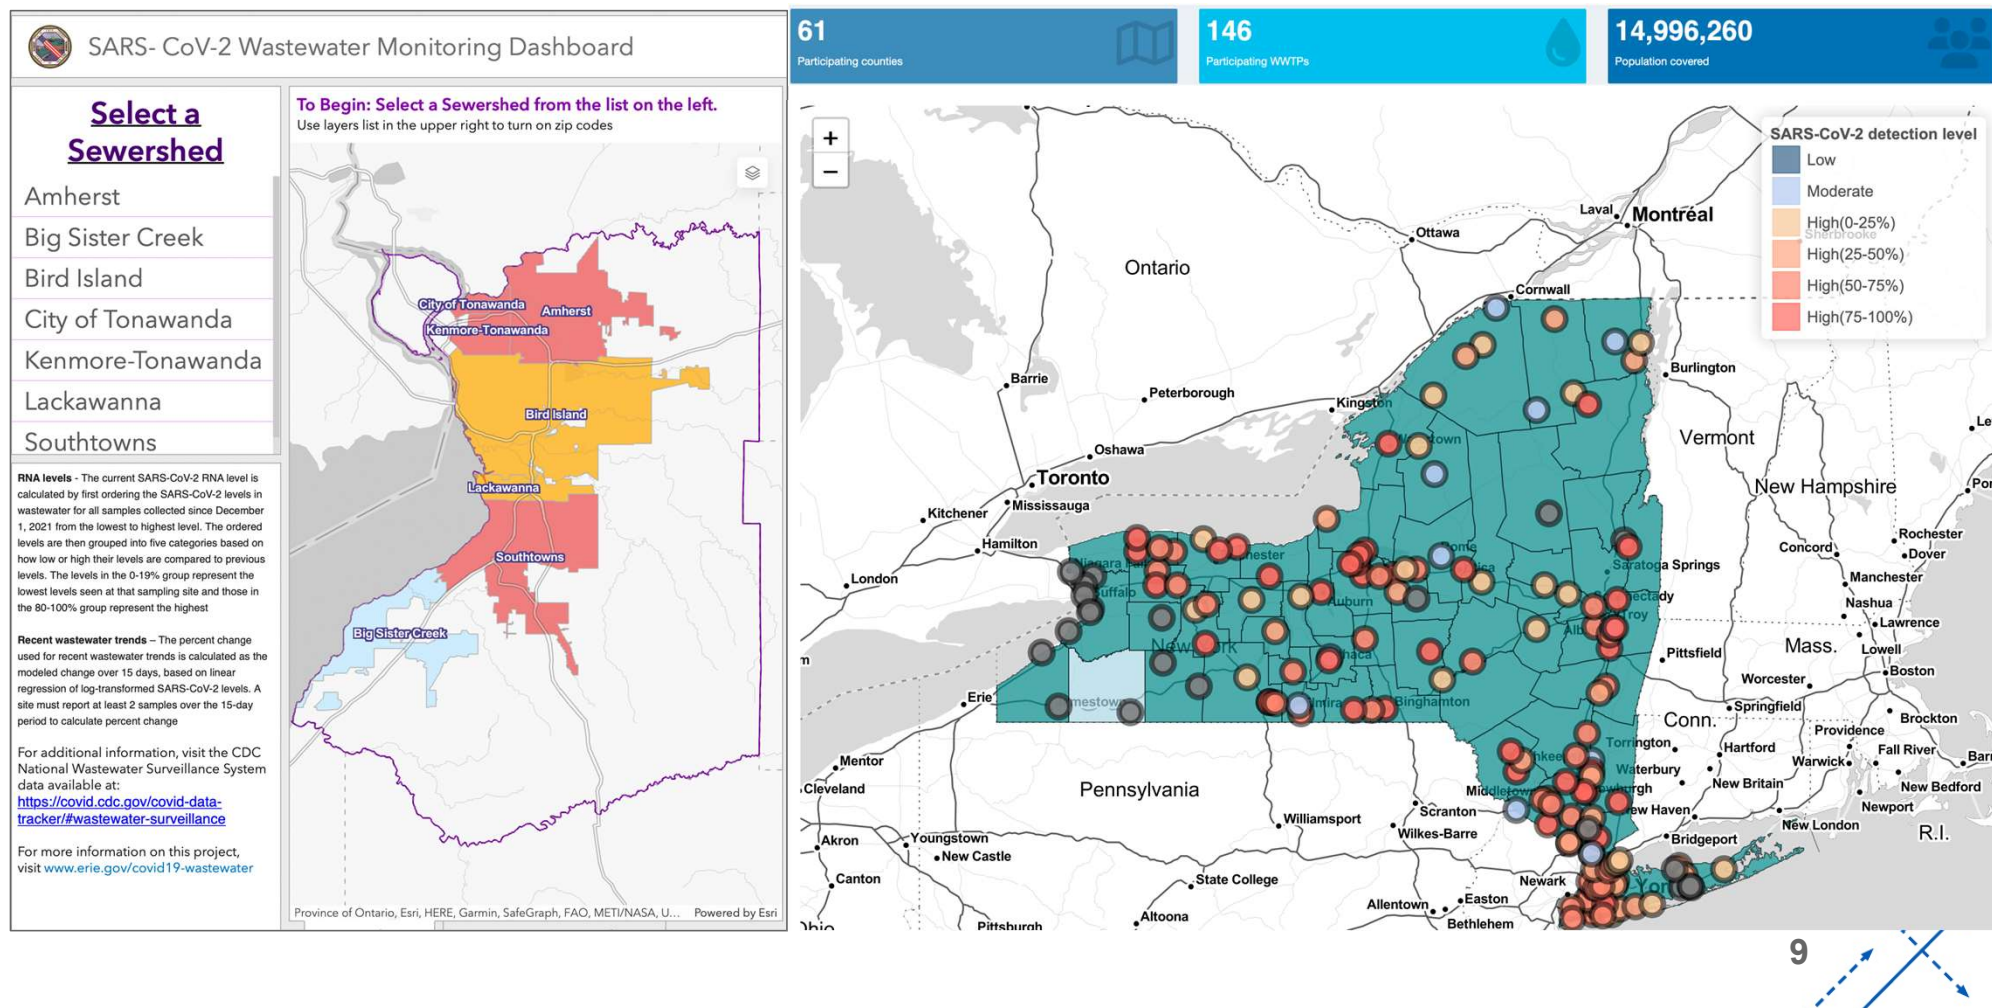 SARS- CoV-2 Wastewater Monitoring Dashboard
Select a
Sewershed
Amherst
Big Sister Creek
Bird Island
City of Tonawanda
Kenmore-Tonawanda
Lackawanna
Southtowns
RNA levels - The current SARS-CoV-2 RNA level is
calculated by first ordering the SARS-CoV-2 levels in
wastewater for all samples collected since December
1, 2021 from the lowest to highest level. The ordered
levels are then grouped into five categories based on
how low or high their levels are compared to previous
levels. The levels in the 0-19% group represent the
lowest levels seen at that sampling site and those in
the 80-100% group represent the highest
Recent wastewater trends – The percent change
used for recent wastewater trends is calculated as the
modeled change over 15 days, based on linear
regression of log-transformed SARS-CoV-2 levels. A
site must report at least 2 samples over the 15-day
period to calculate percent change
For additional information, visit the CDC
National Wastewater Surveillance System
data available at:
https://covid.cdc.gov/covid-data-
tracker/#wastewater-surveillance
For more information on this project,
visit www.erie.gov/covid19-wastewater
To Begin: Select a Sewershed from the list on the left.
Use layers list in the upper right to turn on zip codes
City of Tonawanda
Amherst
Kenmore-Tonawanda
Bird Island
Lackawanna
Southtowns
Big Sister Creek
Province of Ontario, Esri, HERE, Garmin, SafeGraph, FAO, METI/NASA, U... Powered by Esri
61
Participating counties
146
Participating WWTPs
14,996,260
Population covered
+
−
SARS-CoV-2 detection level
Low
Moderate
High(0-25%)
Sherbrooke
High(25-50%)
High(50-75%)
High(75-100%)
Laval
Montréal
Ottawa
Ontario
Cornwall
Burlington
Barrie
Peterborough
Kingston
Vermont
Oshawa
Toronto
New Hampshire
Mississauga
Kitchener
Rochester
Hamilton
Concord
Dover
Saratoga Springs
London
Manchester
Auburn
Nashua
Lawrence
Troy
Mass.
Lowell
Pittsfield
Boston
Worcester
Erie
Binghamton
Springfield
Conn.
Brockton
Providence
Torrington
Hartford
Fall River
Mentor
Waterbury
Warwick
Cleveland
Pennsylvania
New Britain
New Bedford
Middletown
Scranton
Newport
Williamsport
New London
Wilkes-Barre
R.I.
Akron
Youngstown
Bridgeport
New Castle
Canton
State College
Newark
Allentown
Easton
Altoona
Bethlehem
Ohio
Pittsburgh
9